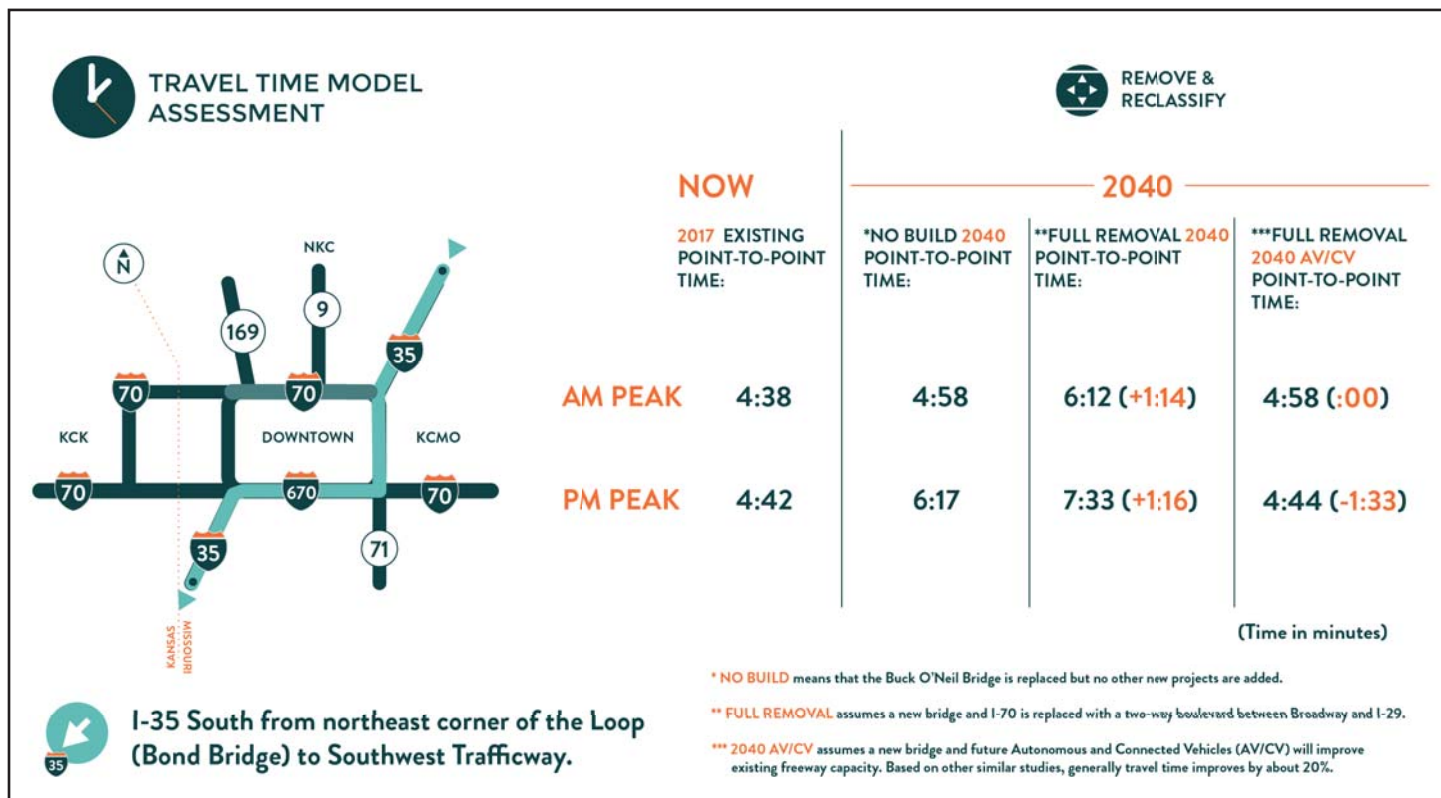 TRAVEL TIME MODEL
ASSESSMENT
REMOVE &
RECLASSIFY
NOW
2040
2017 EXISTING
POINT-TO-POINT
TIME:
*NO BUILD 2040
POINT-TO-POINT
TIME:
**FULL REMOVAL 2040
POINT-TO-POINT
TIME:
***FULL REMOVAL
2040 AV/CV
POINT-TO-POINT
TIME:
AM PEAK 4:38 4:58 6:12 (+1:14) 4:58 (:00)
PM PEAK 4:42 6:17 7:33 (+1:16) 4:44 (-1:33)
(Time in minutes)
N
NKC
169
9
35
70
70
KCK
DOWNTOWN
KCMO
70
670
70
35
71
KANSAS
MISSOURI
35
I-35 South from northeast corner of the Loop
(Bond Bridge) to Southwest Trafficway.
* NO BUILD means that the Buck O'Neil Bridge is replaced but no other new projects are added.
** FULL REMOVAL assumes a new bridge and I-70 is replaced with a two-way boulevard between Broadway and I-29.
*** 2040 AV/CV assumes a new bridge and future Autonomous and Connected Vehicles (AV/CV) will improve
existing freeway capacity. Based on other similar studies, generally travel time improves by about 20%.